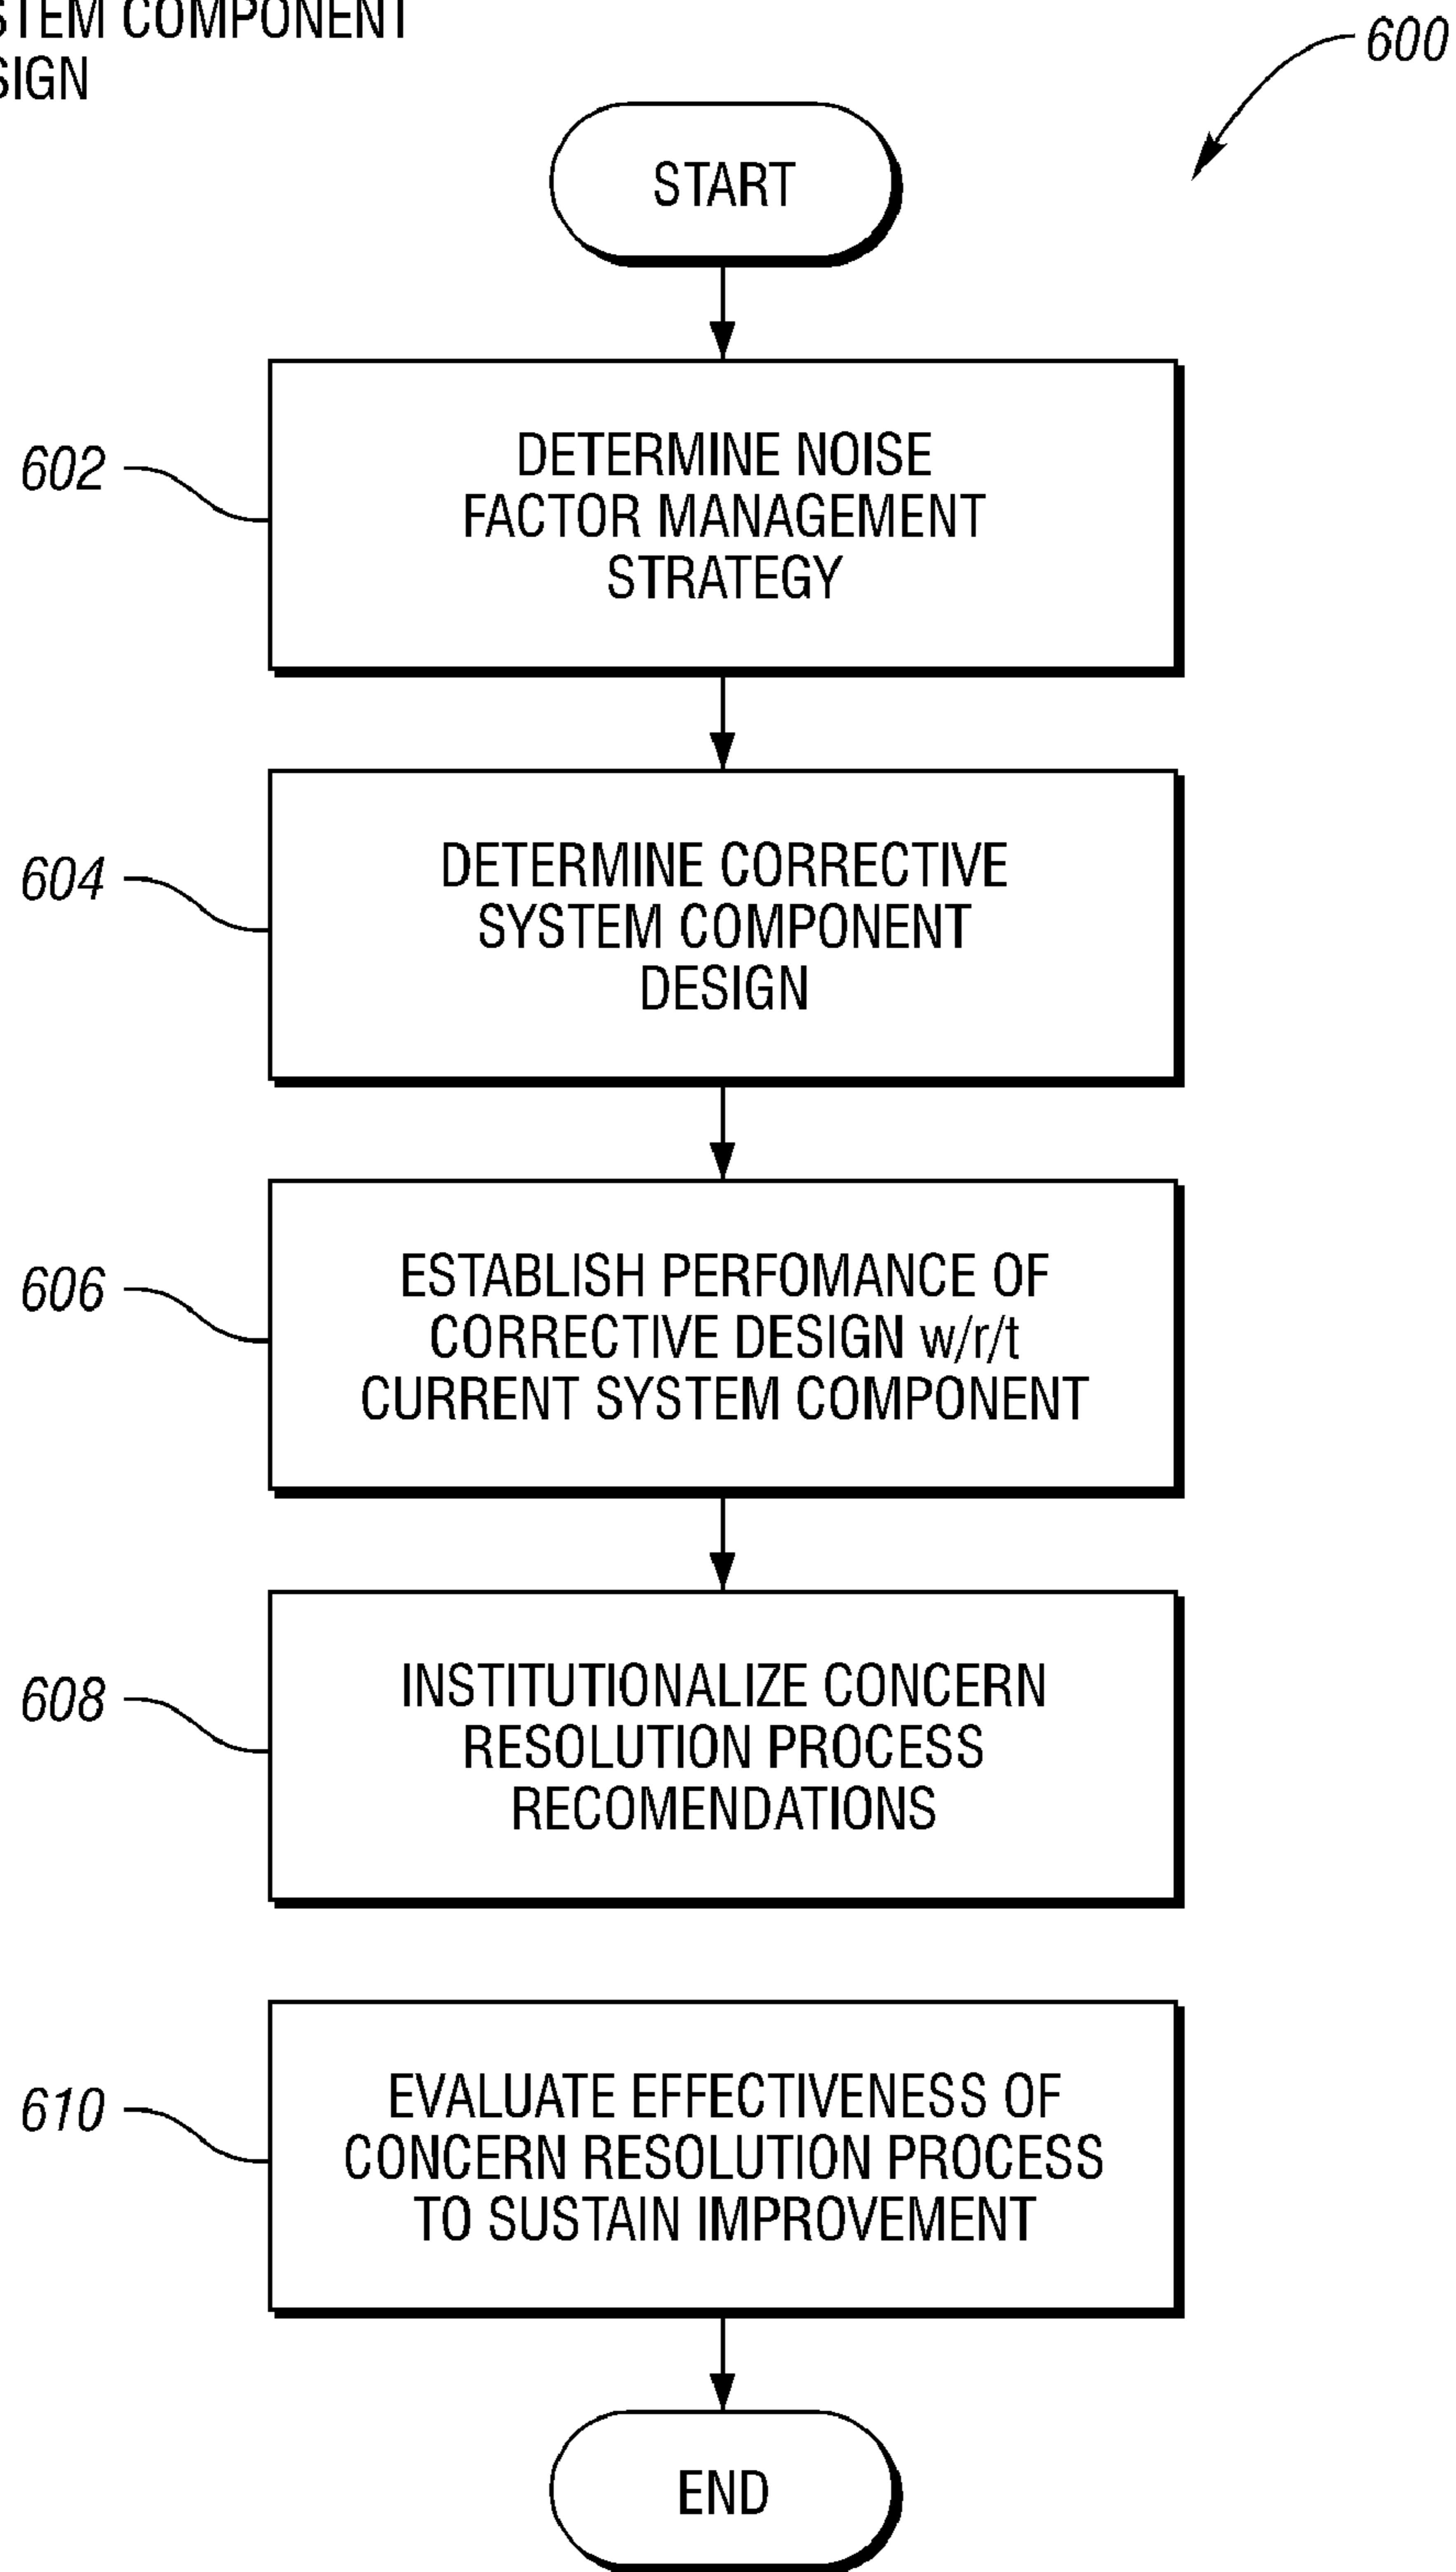 STEM COMPONENT
SIGN
600
START
602
DETERMINE NOISE
FACTOR MANAGEMENT
STRATEGY
604
DETERMINE CORRECTIVE
SYSTEM COMPONENT
DESIGN
606
ESTABLISH PERFOMANCE OF
CORRECTIVE DESIGN w/r/t
CURRENT SYSTEM COMPONENT
608
INSTITUTIONALIZE CONCERN
RESOLUTION PROCESS
RECOMENDATIONS
610
EVALUATE EFFECTIVENESS OF
CONCERN RESOLUTION PROCESS
TO SUSTAIN IMPROVEMENT
END